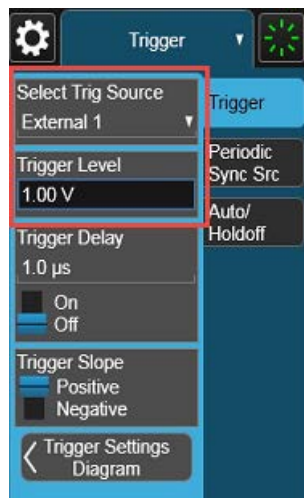 Trigger
Select Trig Source
External 1
Trigger Level
1.00 V
Trigger Delay
1.0 µs
On
Off
Trigger Slope
Positive
Negative
Trigger Settings
Diagram
Trigger
Periodic
Sync Src
Auto/
Holdoff